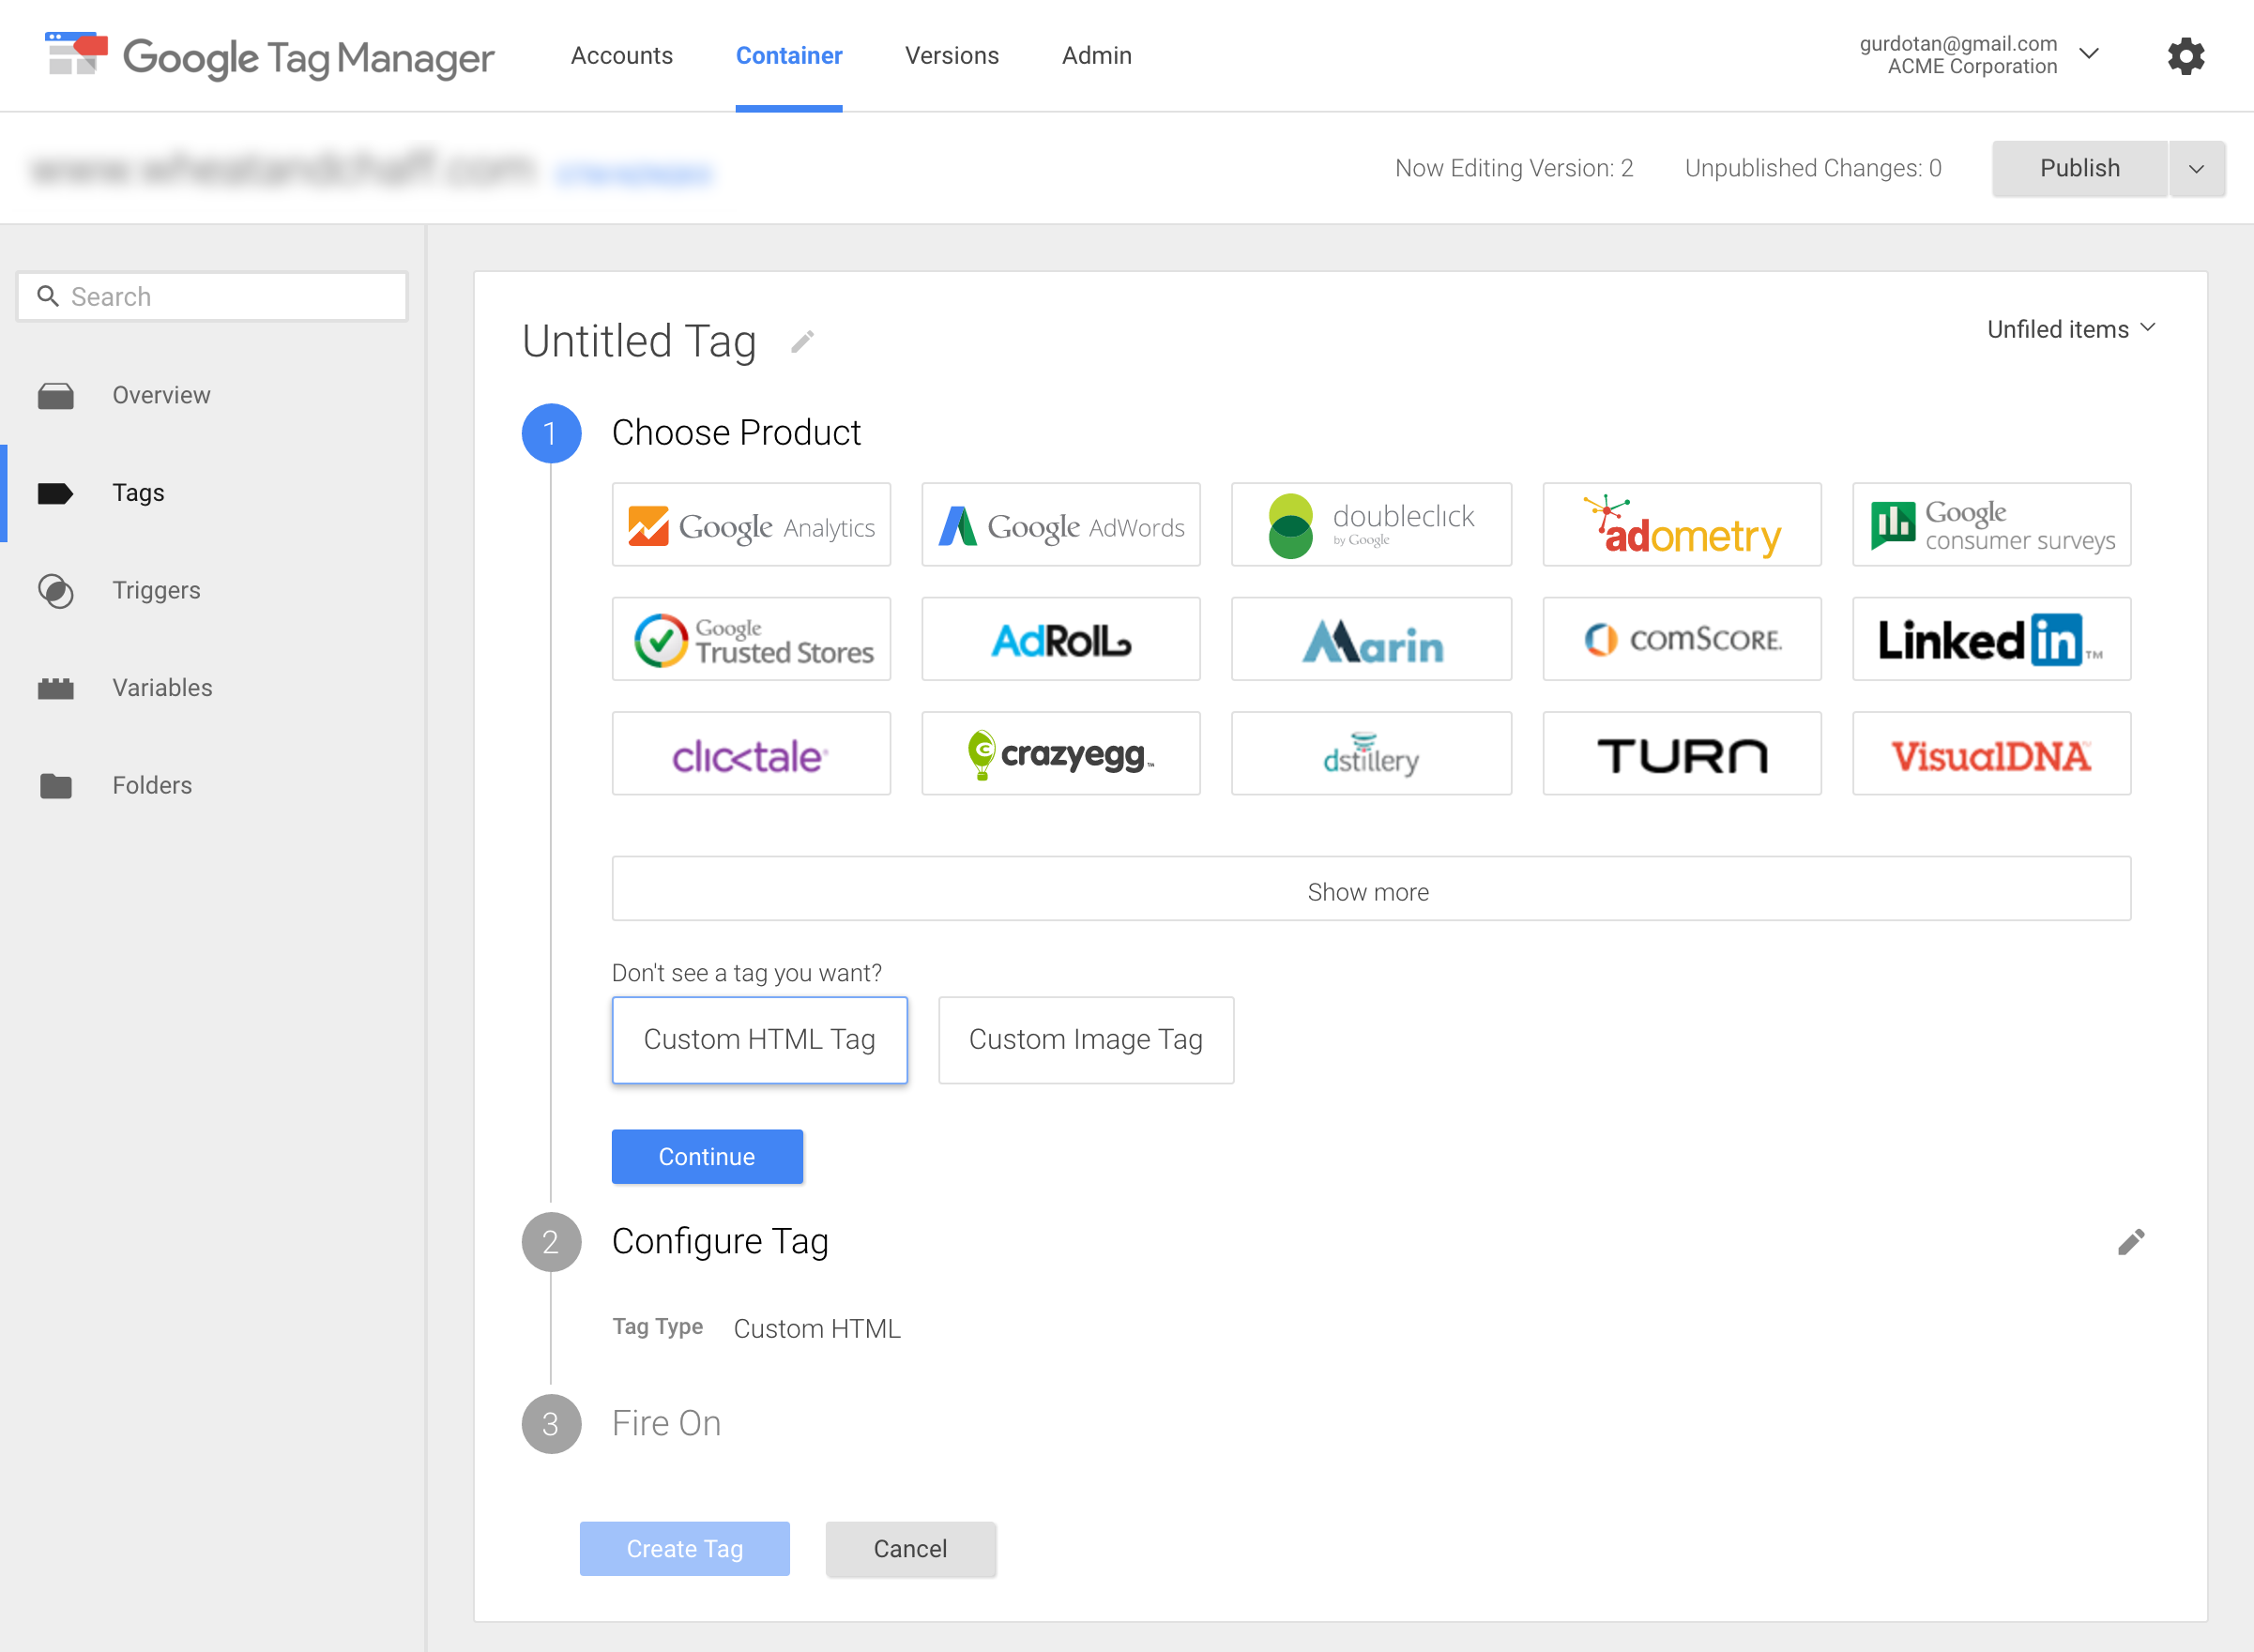 Google Tag Manager
Accounts
Container
Versions
Admin
gurdotan@gmail.com
ACME Corporation
Now Editing Version: 2
Unpublished Changes: 0
Publish
Search
Overview
Tags
Triggers
Variables
Folders
Untitled Tag
Unfiled items
1 Choose Product
Google Analytics
Google AdWords
doubleclick
by Google
adometry
Google
consumer surveys
Google
Trusted Stores
AdRoll
Marin
comScore.
Linked in TM
clicktale®
crazyegg™
dstillery
TURN
VisualDNA
Show more
Don't see a tag you want?
Custom HTML Tag
Custom Image Tag
Continue
2 Configure Tag
Tag Type Custom HTML
3 Fire On
Create Tag
Cancel